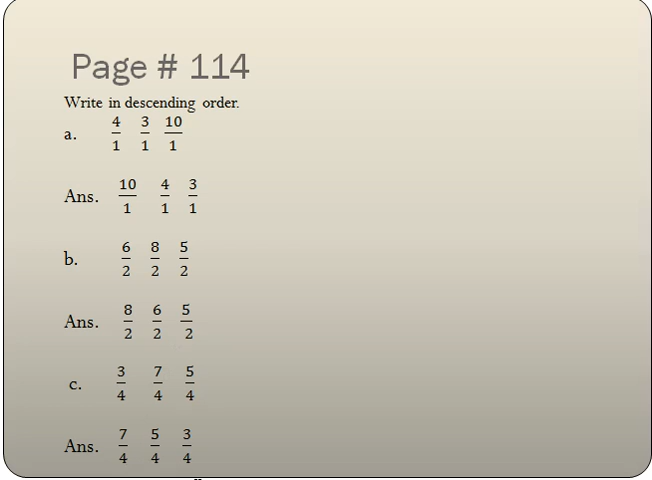 Page # 114
Write in descending order.
a. 4/1 3/1 10/1
Ans. 10/1 4/1 3/1
b. 6/2 8/2 5/2
Ans. 8/2 6/2 5/2
c. 3/4 7/4 5/4
Ans. 7/4 5/4 3/4